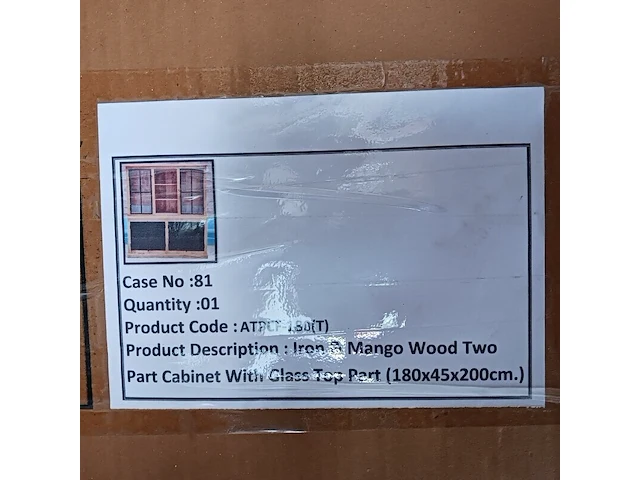 Case No :81
Quantity :01
Product Code : 180(T)
Product Description : Iron & Mango Wood Two
Part Cabinet With Glass Top Part (180x45x200cm.)